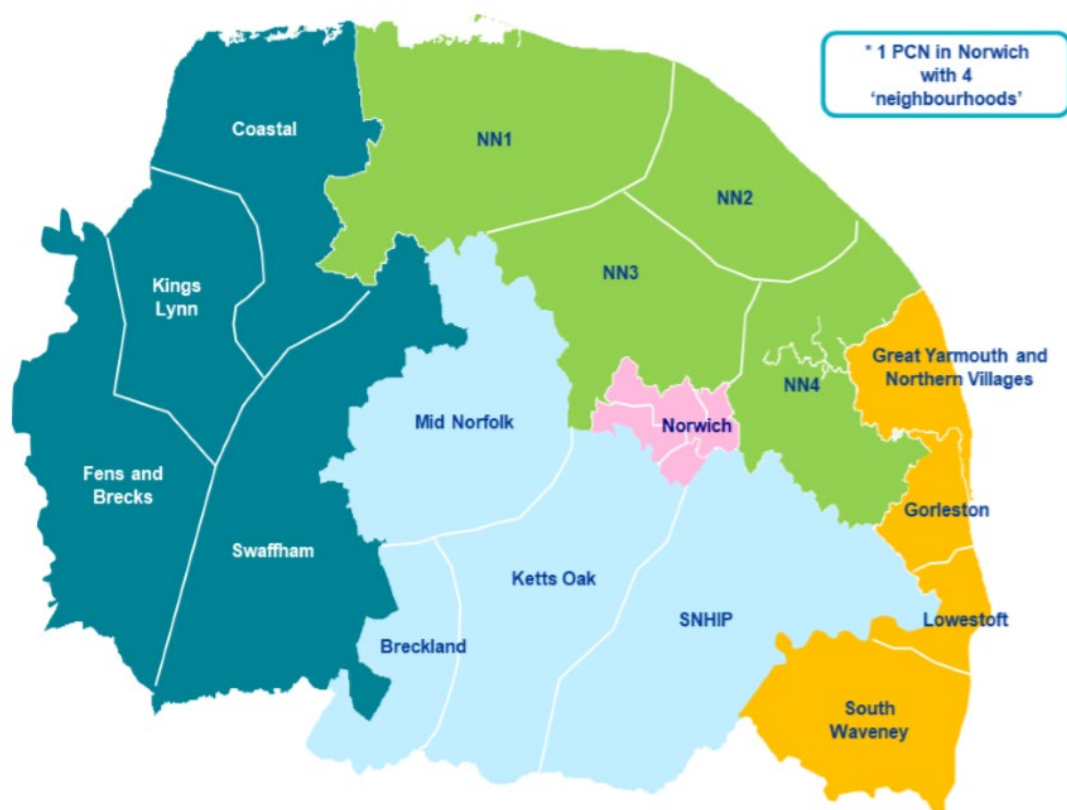 * 1 PCN in Norwich
with 4
‘neighbourhoods’
Coastal
NN1
NN2
NN3
Kings
Lynn
Great Yarmouth and
Northern Villages
NN4
Mid Norfolk
Norwich
Fens and
Brecks
Gorleston
Swaffham
Ketts Oak
SNHIP
Lowestoft
Breckland
South
Waveney